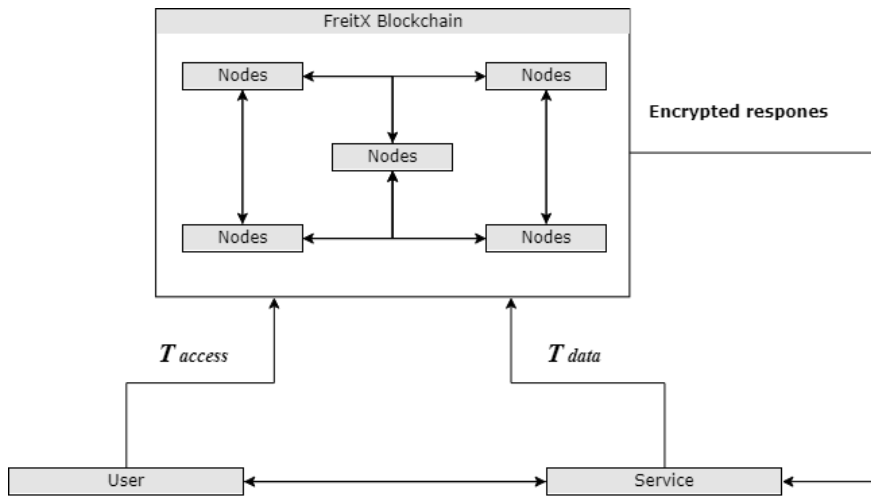 FreitX Blockchain
Nodes
Nodes
Encrypted respones
Nodes
Nodes
Nodes
T access
T data
User
Service